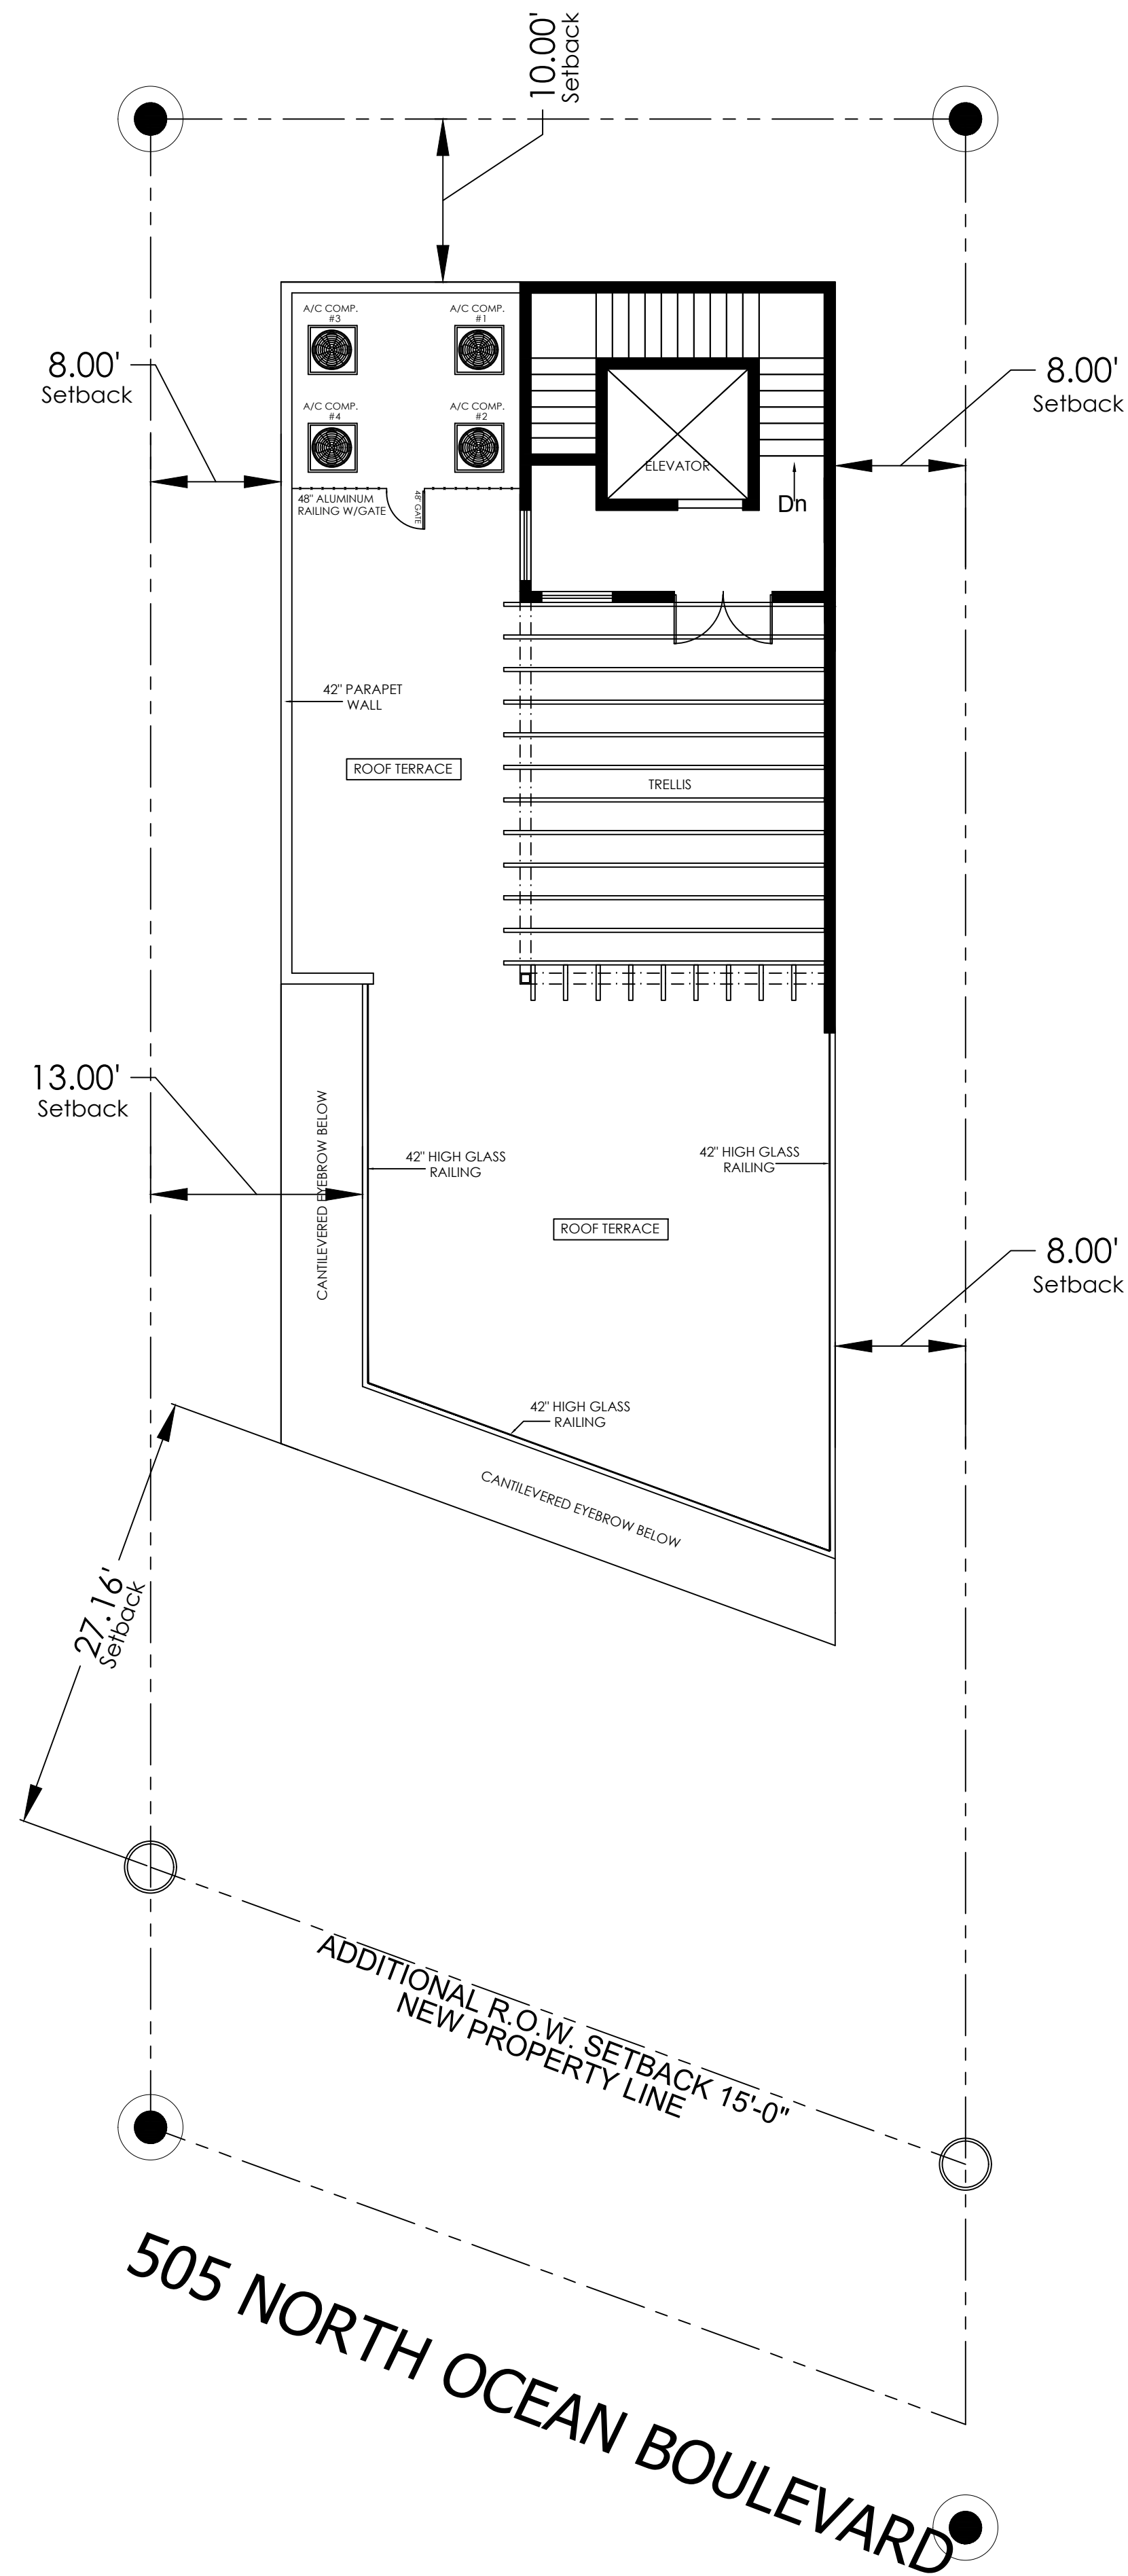 10.00'
Setback
A/C COMP.
#3
A/C COMP.
#1
8.00'
Setback
8.00'
Setback
A/C COMP.
#4
A/C COMP.
#2
ELEVATOR
48" ALUMINUM
RAILING W/GATE
48" GATE
Dn
42" PARAPET
WALL
ROOF TERRACE
TRELLIS
13.00'
Setback
CANTILEVERED EYEBROW BELOW
42" HIGH GLASS
RAILING
42" HIGH GLASS
RAILING
ROOF TERRACE
8.00'
Setback
42" HIGH GLASS
RAILING
CANTILEVERED EYEBROW BELOW
27.16'
Setback
ADDITIONAL R.O.W. SETBACK 15'-0"
NEW PROPERTY LINE
505 NORTH OCEAN BOULEVARD